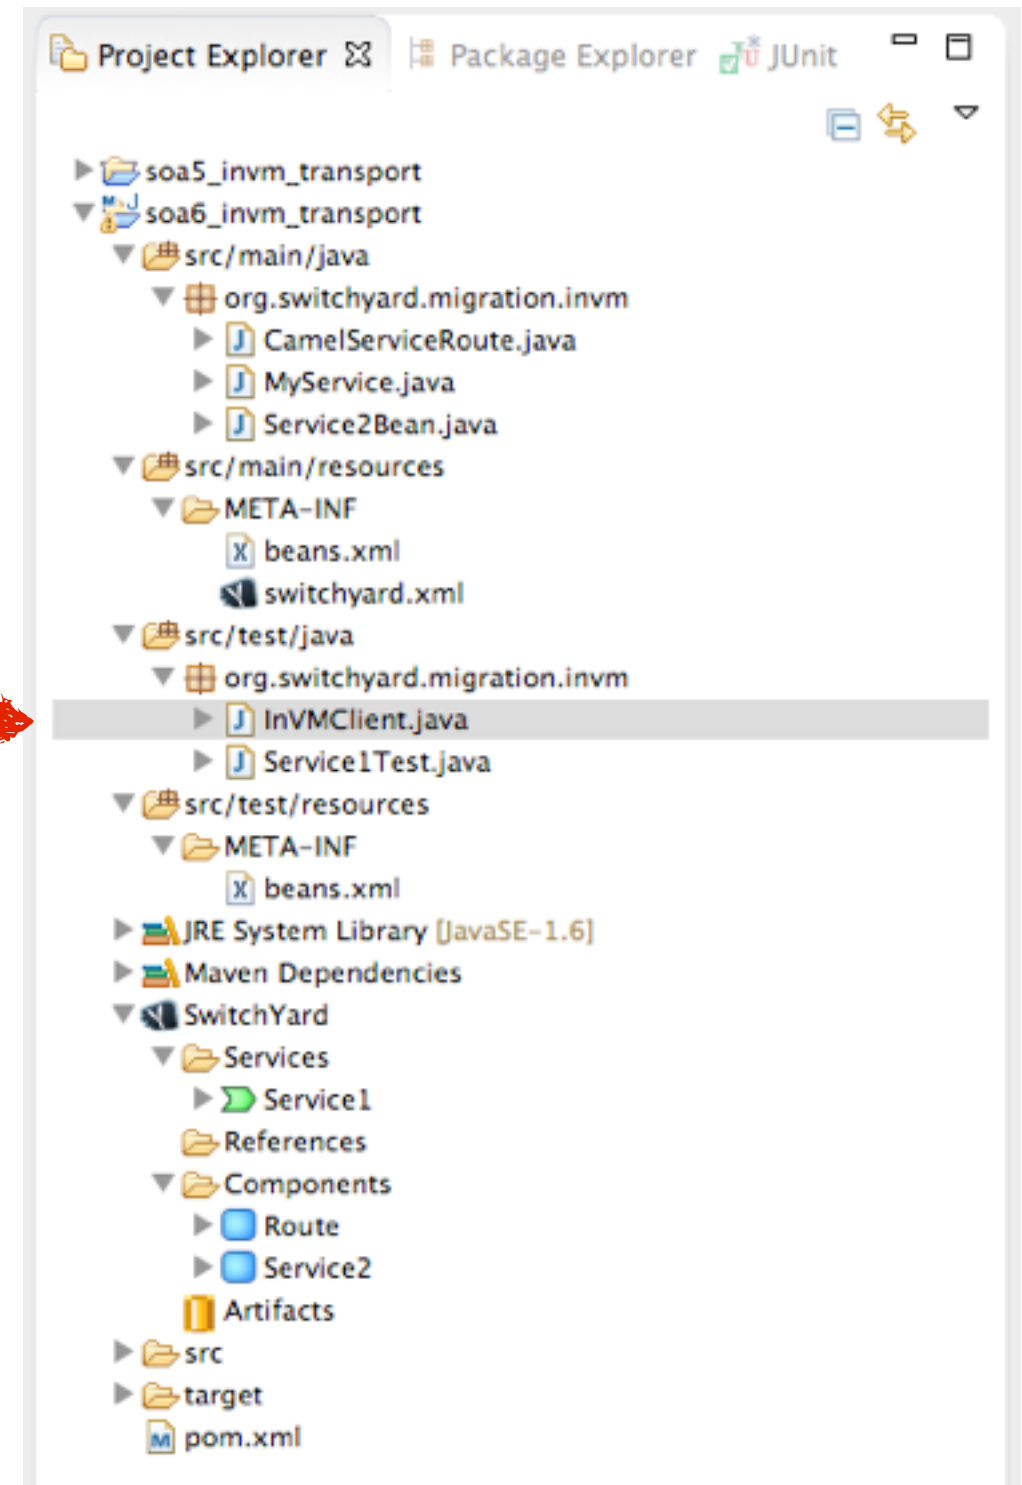 Project Explorer Package Explorer JUnit
soa5_invm_transport
soa6_invm_transport
src/main/java
org.switchyard.migration.invm
CamelServiceRoute.java
MyService.java
Service2Bean.java
src/main/resources
META-INF
beans.xml
switchyard.xml
src/test/java
org.switchyard.migration.invm
InVMClient.java
Service1Test.java
src/test/resources
META-INF
beans.xml
JRE System Library [JavaSE-1.6]
Maven Dependencies
SwitchYard
Services
Service1
References
Components
Route
Service2
Artifacts
src
target
pom.xml